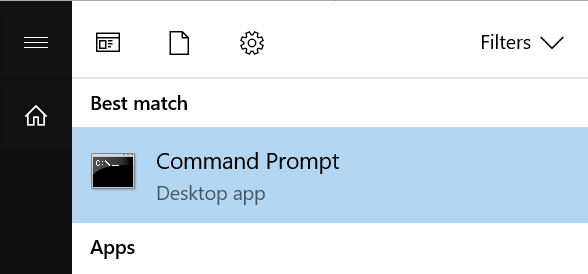 Filters
Best match
C:\_
Command Prompt
Desktop app
Apps